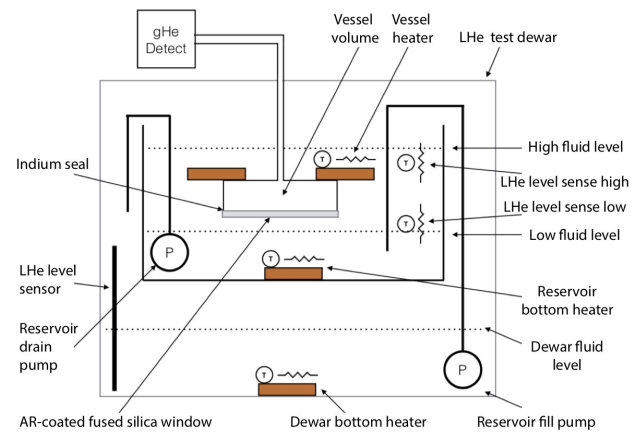 gHe
Detect
Vessel
volume
Vessel
heater
LHe test dewar
High fluid level
Indium seal
T
T
LHe level sense high
LHe level sense low
T
Low fluid level
P
T
LHe level
sensor
Reservoir
bottom heater
Reservoir
drain
pump
Dewar fluid
level
T
P
AR-coated fused silica window
Dewar bottom heater
Reservoir fill pump